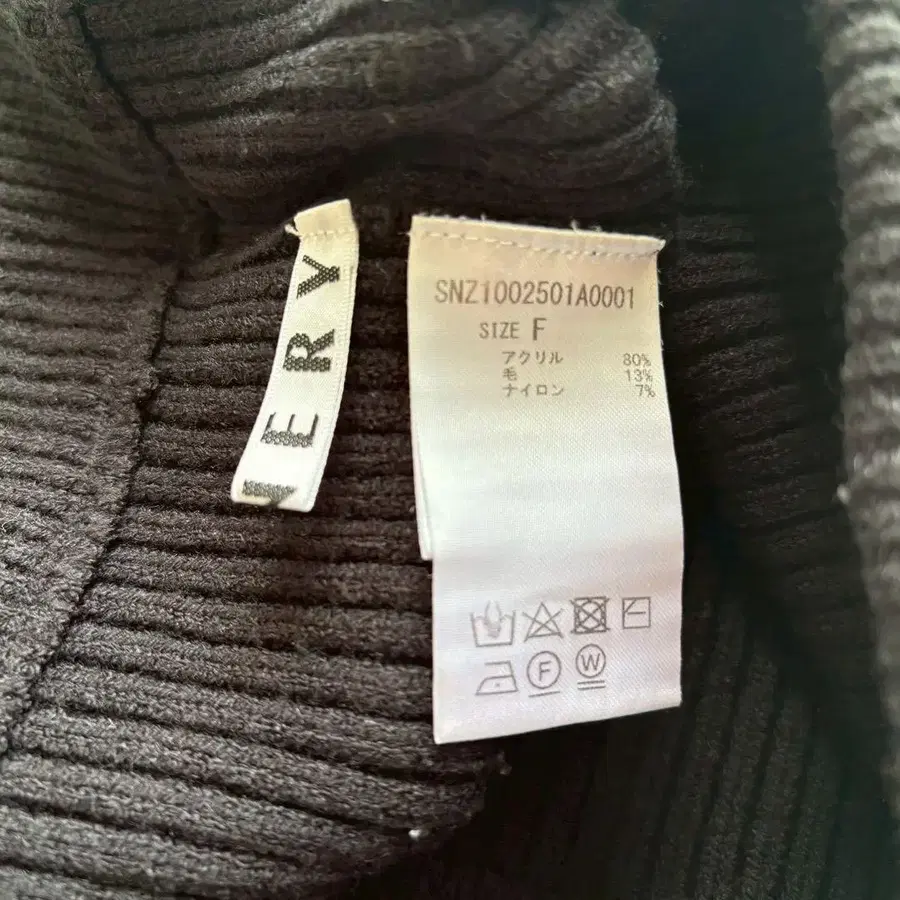 ERY
SNZ1002501A0001
SIZE F
アクリル 80%
毛 13%
ナイロン 7%
F
W